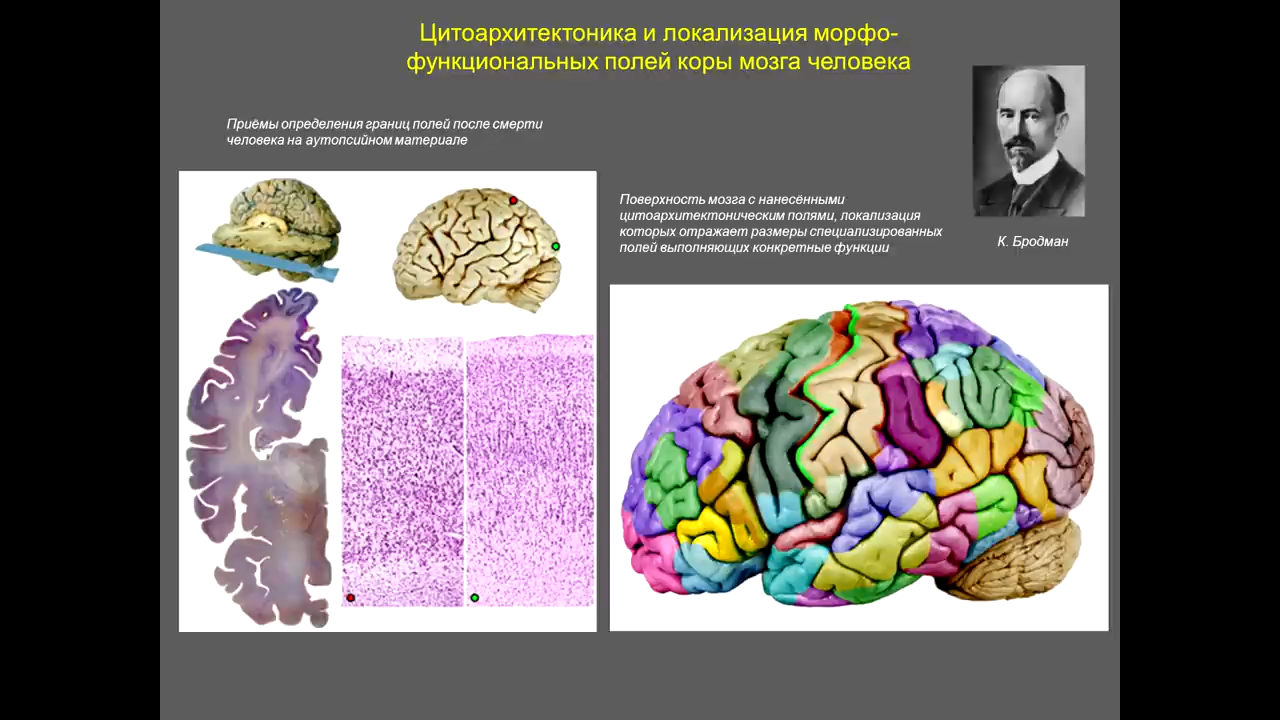 Цитоархитектоника и локализация морфо-
функциональных полей коры мозга человека
Приёмы определения границ полей после смерти
человека на аутопсийном материале
Поверхность мозга с нанесёнными
цитоархитектоническим полями, локализация
которых отражает размеры специализированных
полей выполняющих конкретные функции
К. Бродман